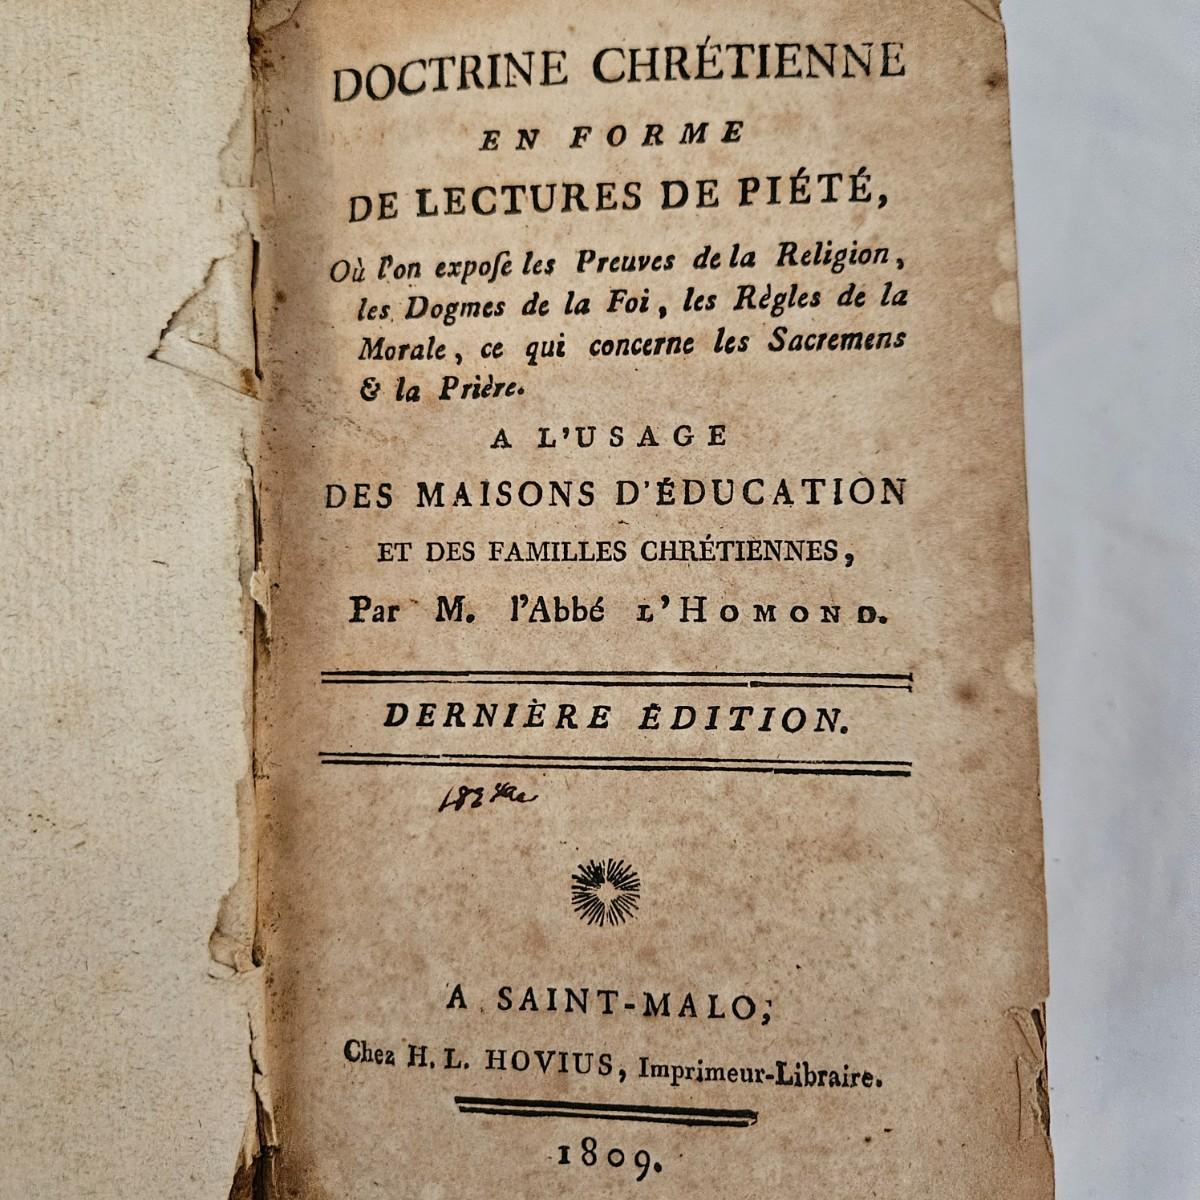 DOCTRINE CHRÉTIENNE
EN FORME
DE LECTURES DE PIÉTÉ,
Où l'on expoſe les Preuves de la Religion,
les Dogmes de la Foi, les Règles de la
Morale, ce qui concerne les Sacremens
& la Prière.
A L'USAGE
DES MAISONS D'ÉDUCATION
ET DES FAMILLES CHRÉTIENNES,
Par M. l'Abbé L'HOMOND.
DERNIÈRE ÉDITION.
A SAINT-MALO,
Chez H. L. HOVIUS, Imprimeur-Libraire.
1809.